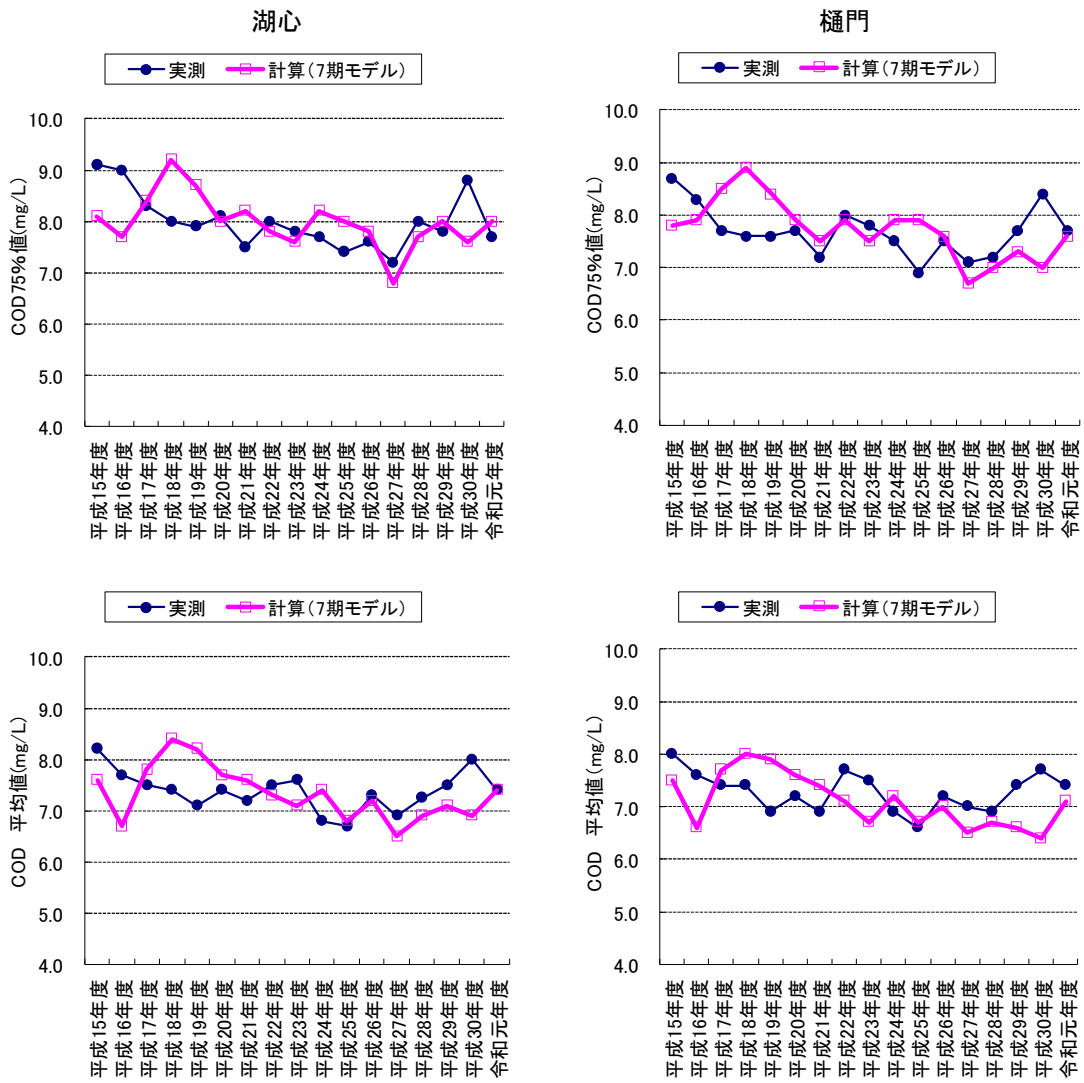 湖心
樋門
実測 計算(7期モデル)
COD75%値(mg/L)
10.0
9.0
8.0
7.0
6.0
5.0
4.0
平成15年度
平成16年度
平成17年度
平成18年度
平成19年度
平成20年度
平成21年度
平成22年度
平成23年度
平成24年度
平成25年度
平成26年度
平成27年度
平成28年度
平成29年度
平成30年度
令和元年度
実測 計算(7期モデル)
COD75%値(mg/L)
10.0
9.0
8.0
7.0
6.0
5.0
4.0
平成15年度
平成16年度
平成17年度
平成18年度
平成19年度
平成20年度
平成21年度
平成22年度
平成23年度
平成24年度
平成25年度
平成26年度
平成27年度
平成28年度
平成29年度
平成30年度
令和元年度
実測 計算(7期モデル)
COD 平均値(mg/L)
10.0
9.0
8.0
7.0
6.0
5.0
4.0
平成15年度
平成16年度
平成17年度
平成18年度
平成19年度
平成20年度
平成21年度
平成22年度
平成23年度
平成24年度
平成25年度
平成26年度
平成27年度
平成28年度
平成29年度
平成30年度
令和元年度
実測 計算(7期モデル)
COD 平均値(mg/L)
10.0
9.0
8.0
7.0
6.0
5.0
4.0
平成15年度
平成16年度
平成17年度
平成18年度
平成19年度
平成20年度
平成21年度
平成22年度
平成23年度
平成24年度
平成25年度
平成26年度
平成27年度
平成28年度
平成29年度
平成30年度
令和元年度